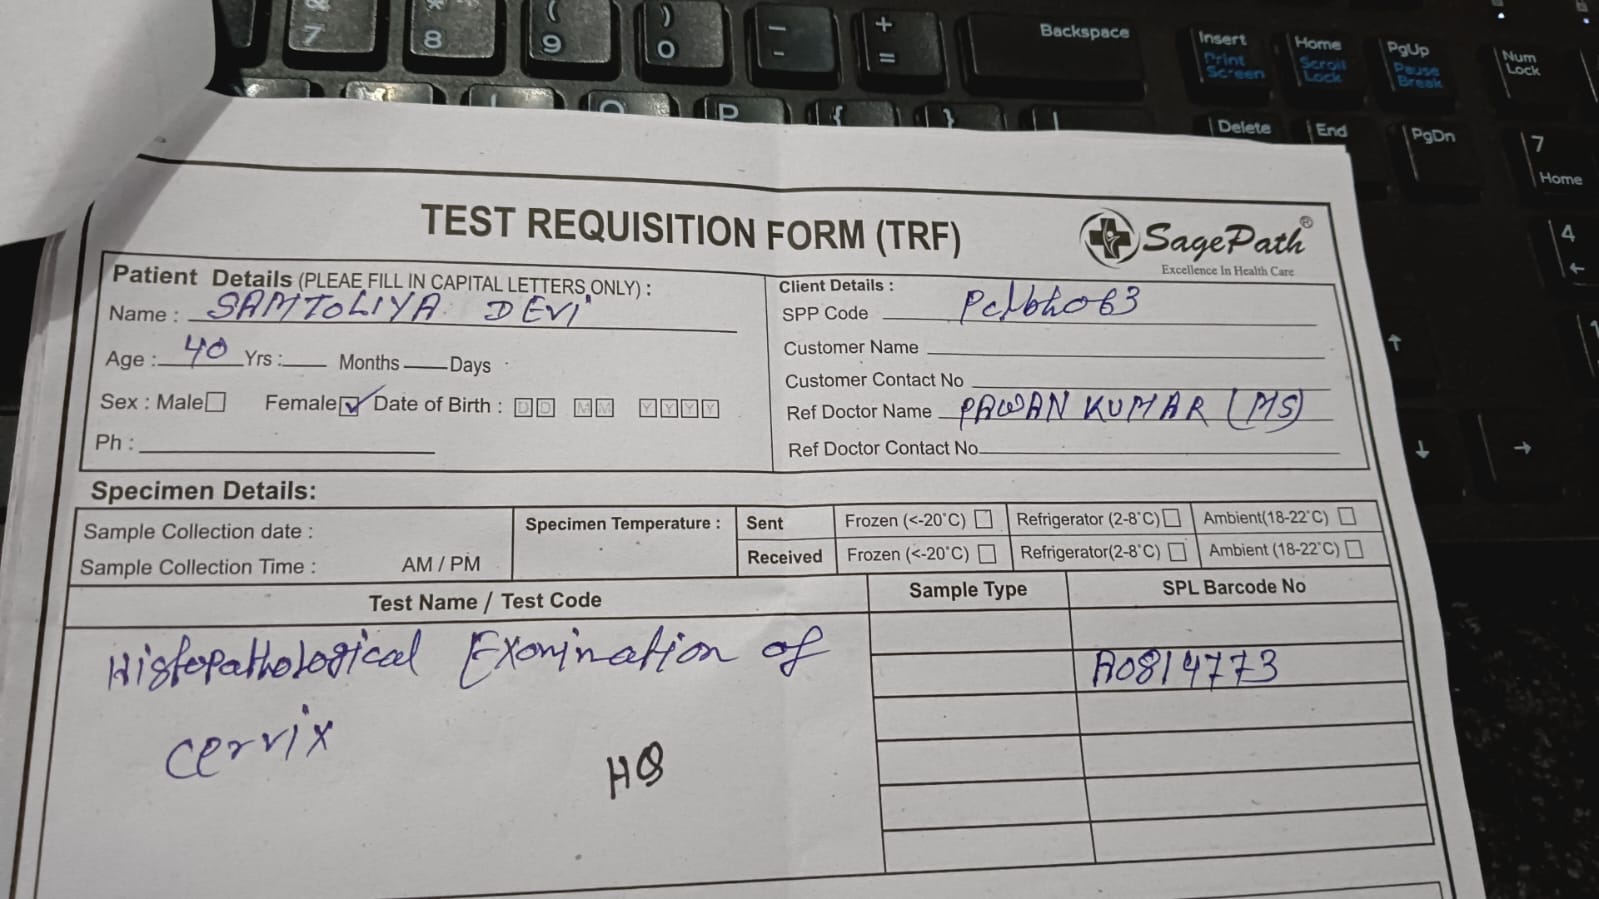 & 7 * 8 ( 9 ) 0 _ - + = Backspace Insert Print Screen Home Scroll Lock PgUp Pause Break Num Lock
O P { } | Delete End PgDn 7 Home
4
TEST REQUISITION FORM (TRF)
SagePath®
Excellence In Health Care
Patient Details (PLEAE FILL IN CAPITAL LETTERS ONLY) :
Name : SAMTOLIYA DEVI
Age : 40 Yrs : Months Days
Sex : Male Female Date of Birth : DD MM YYYY
Ph :
Client Details :
SPP Code
Customer Name
Customer Contact No
Ref Doctor Name PAWAN KUMAR (MS)
Ref Doctor Contact No
Specimen Details:
Sample Collection date :
Sample Collection Time : AM / PM
Specimen Temperature :
Sent Frozen (<-20°C) Refrigerator (2-8°C) Ambient(18-22°C)
Received Frozen (<-20°C) Refrigerator(2-8°C) Ambient (18-22°C)
Test Name / Test Code Sample Type SPL Barcode No
Histopathological Examination of
cervix
A0814773